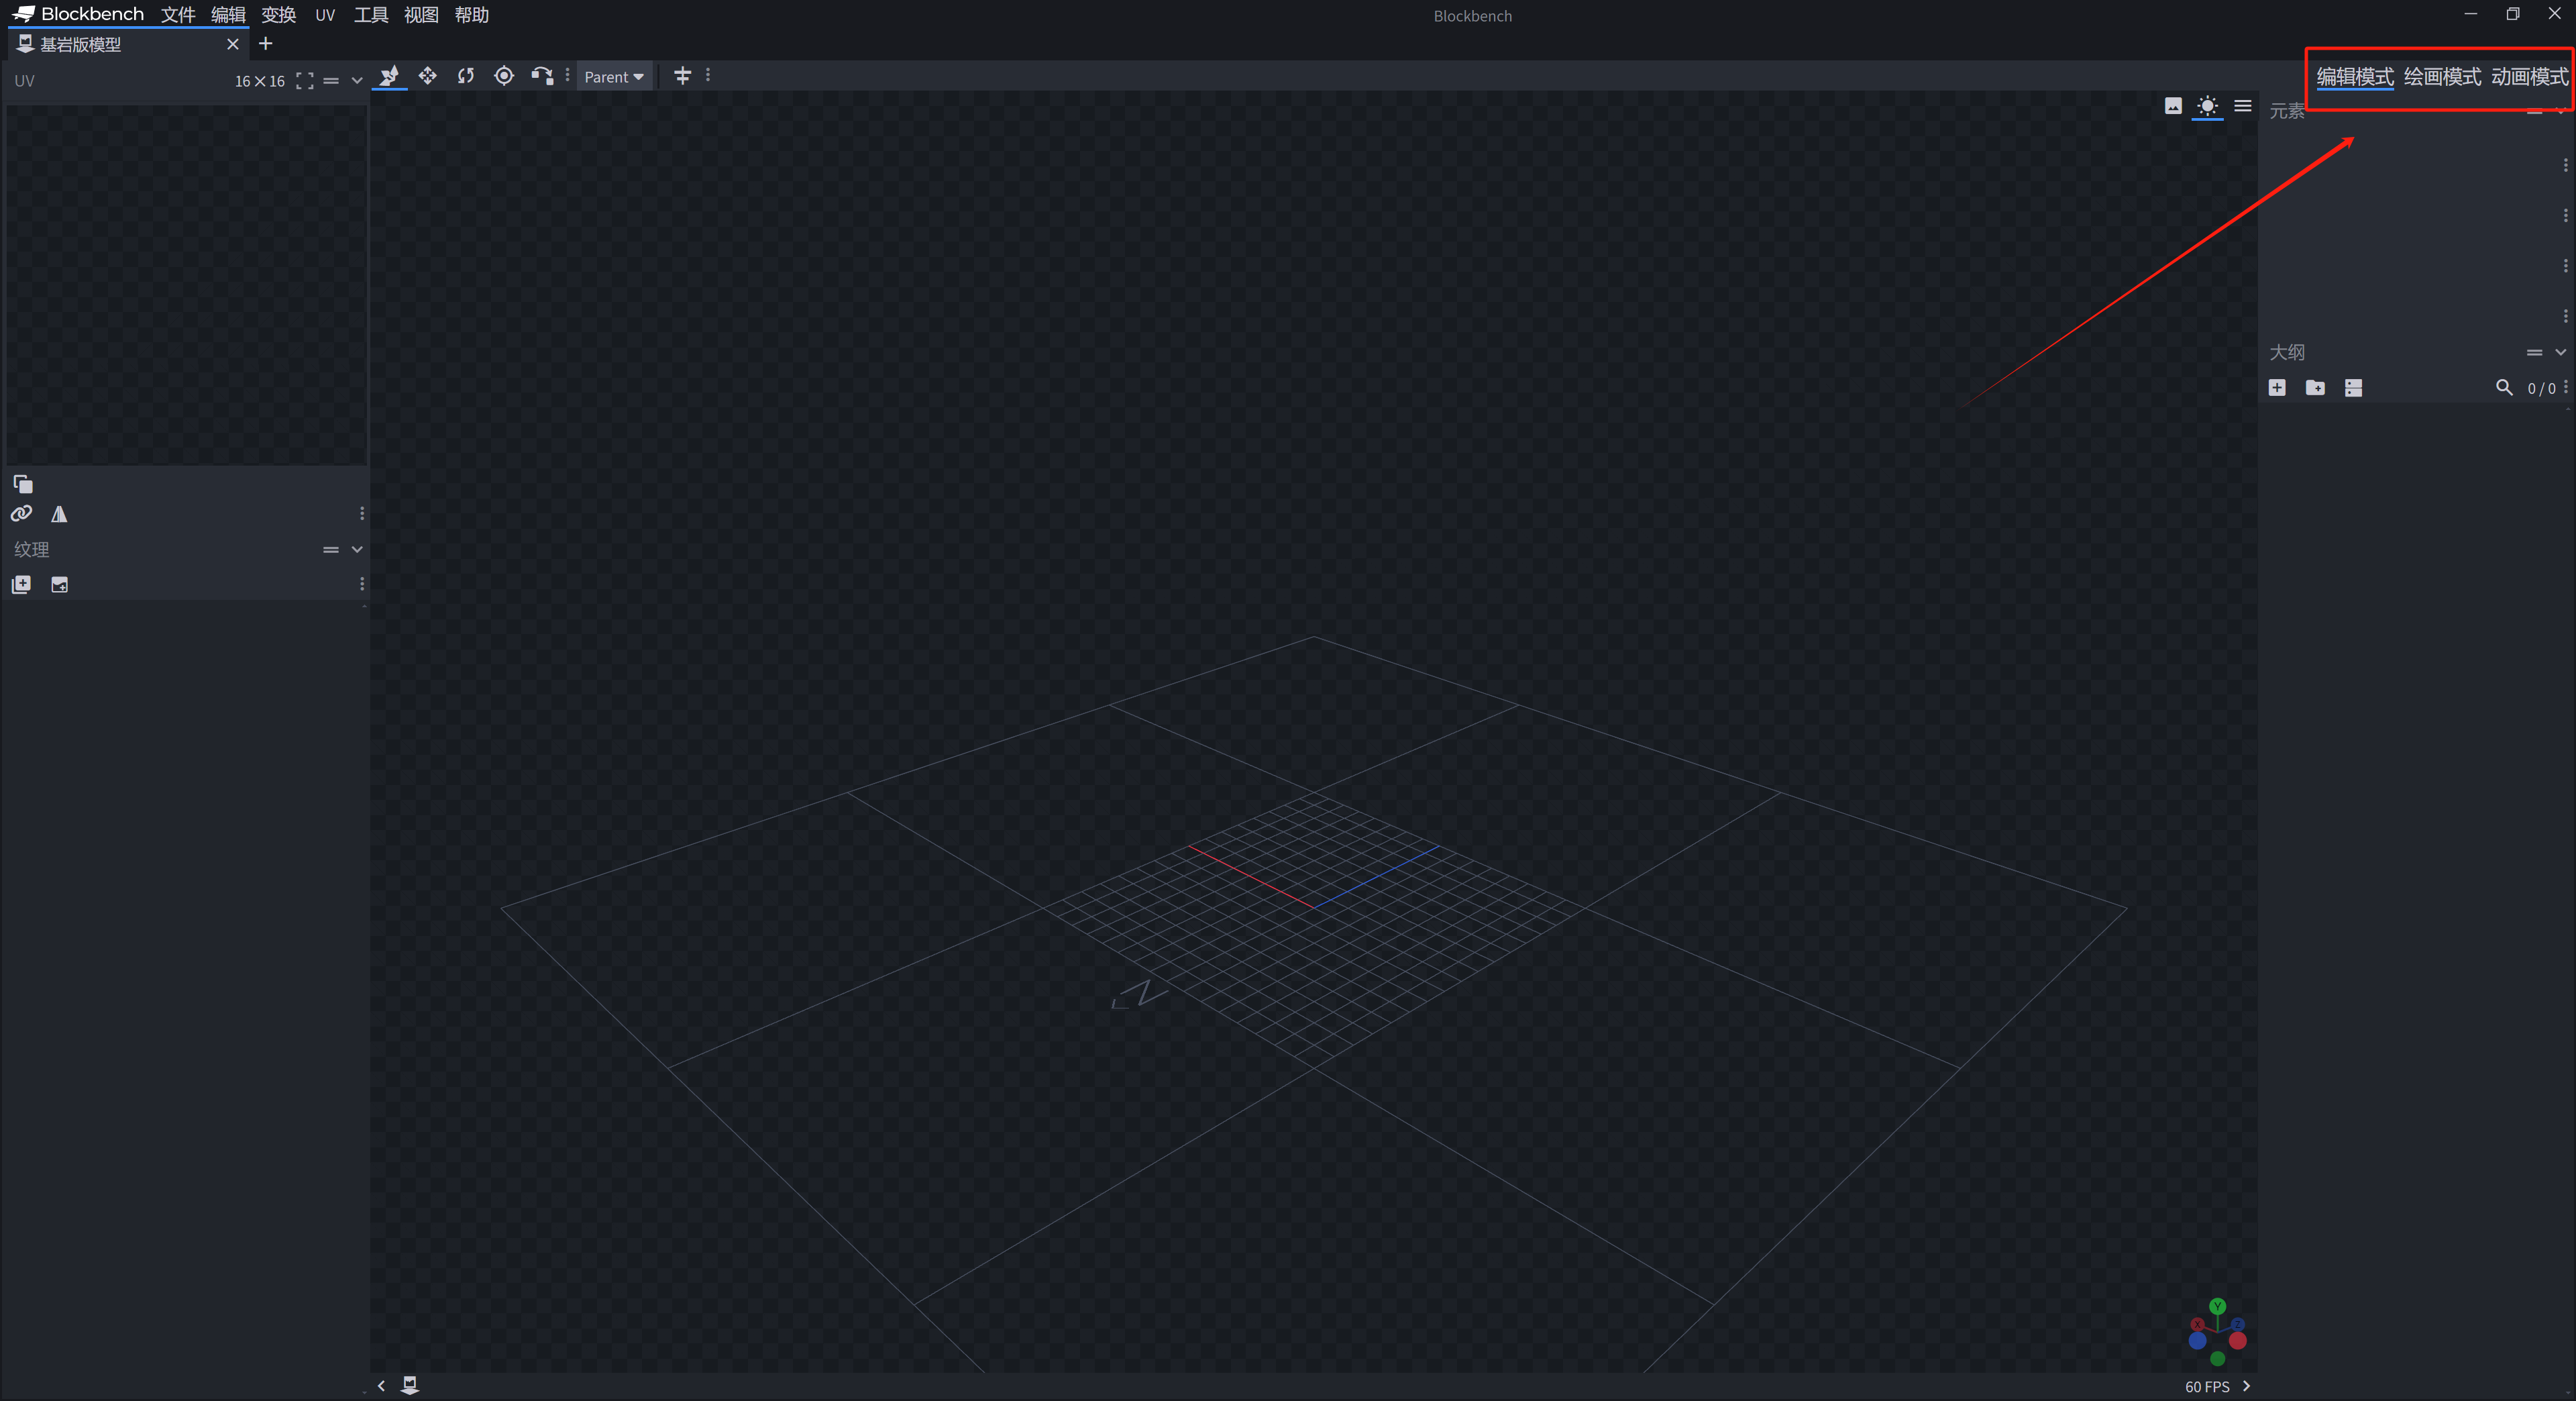 Blockbench 文件 编辑 变换 UV 工具 视图 帮助
Blockbench
基岩版模型
UV 16×16
Parent
编辑模式 绘画模式 动画模式
元素
大纲
0 / 0
纹理
N
Y
X
Z
60 FPS